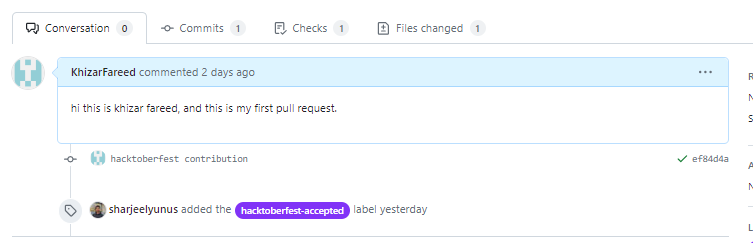 Conversation 0 Commits 1 Checks 1 Files changed 1
KhizarFareed commented 2 days ago
hi this is khizar fareed, and this is my first pull request.
hacktoberfest contribution ef84d4a
sharjeelyunus added the hacktoberfest-accepted label yesterday